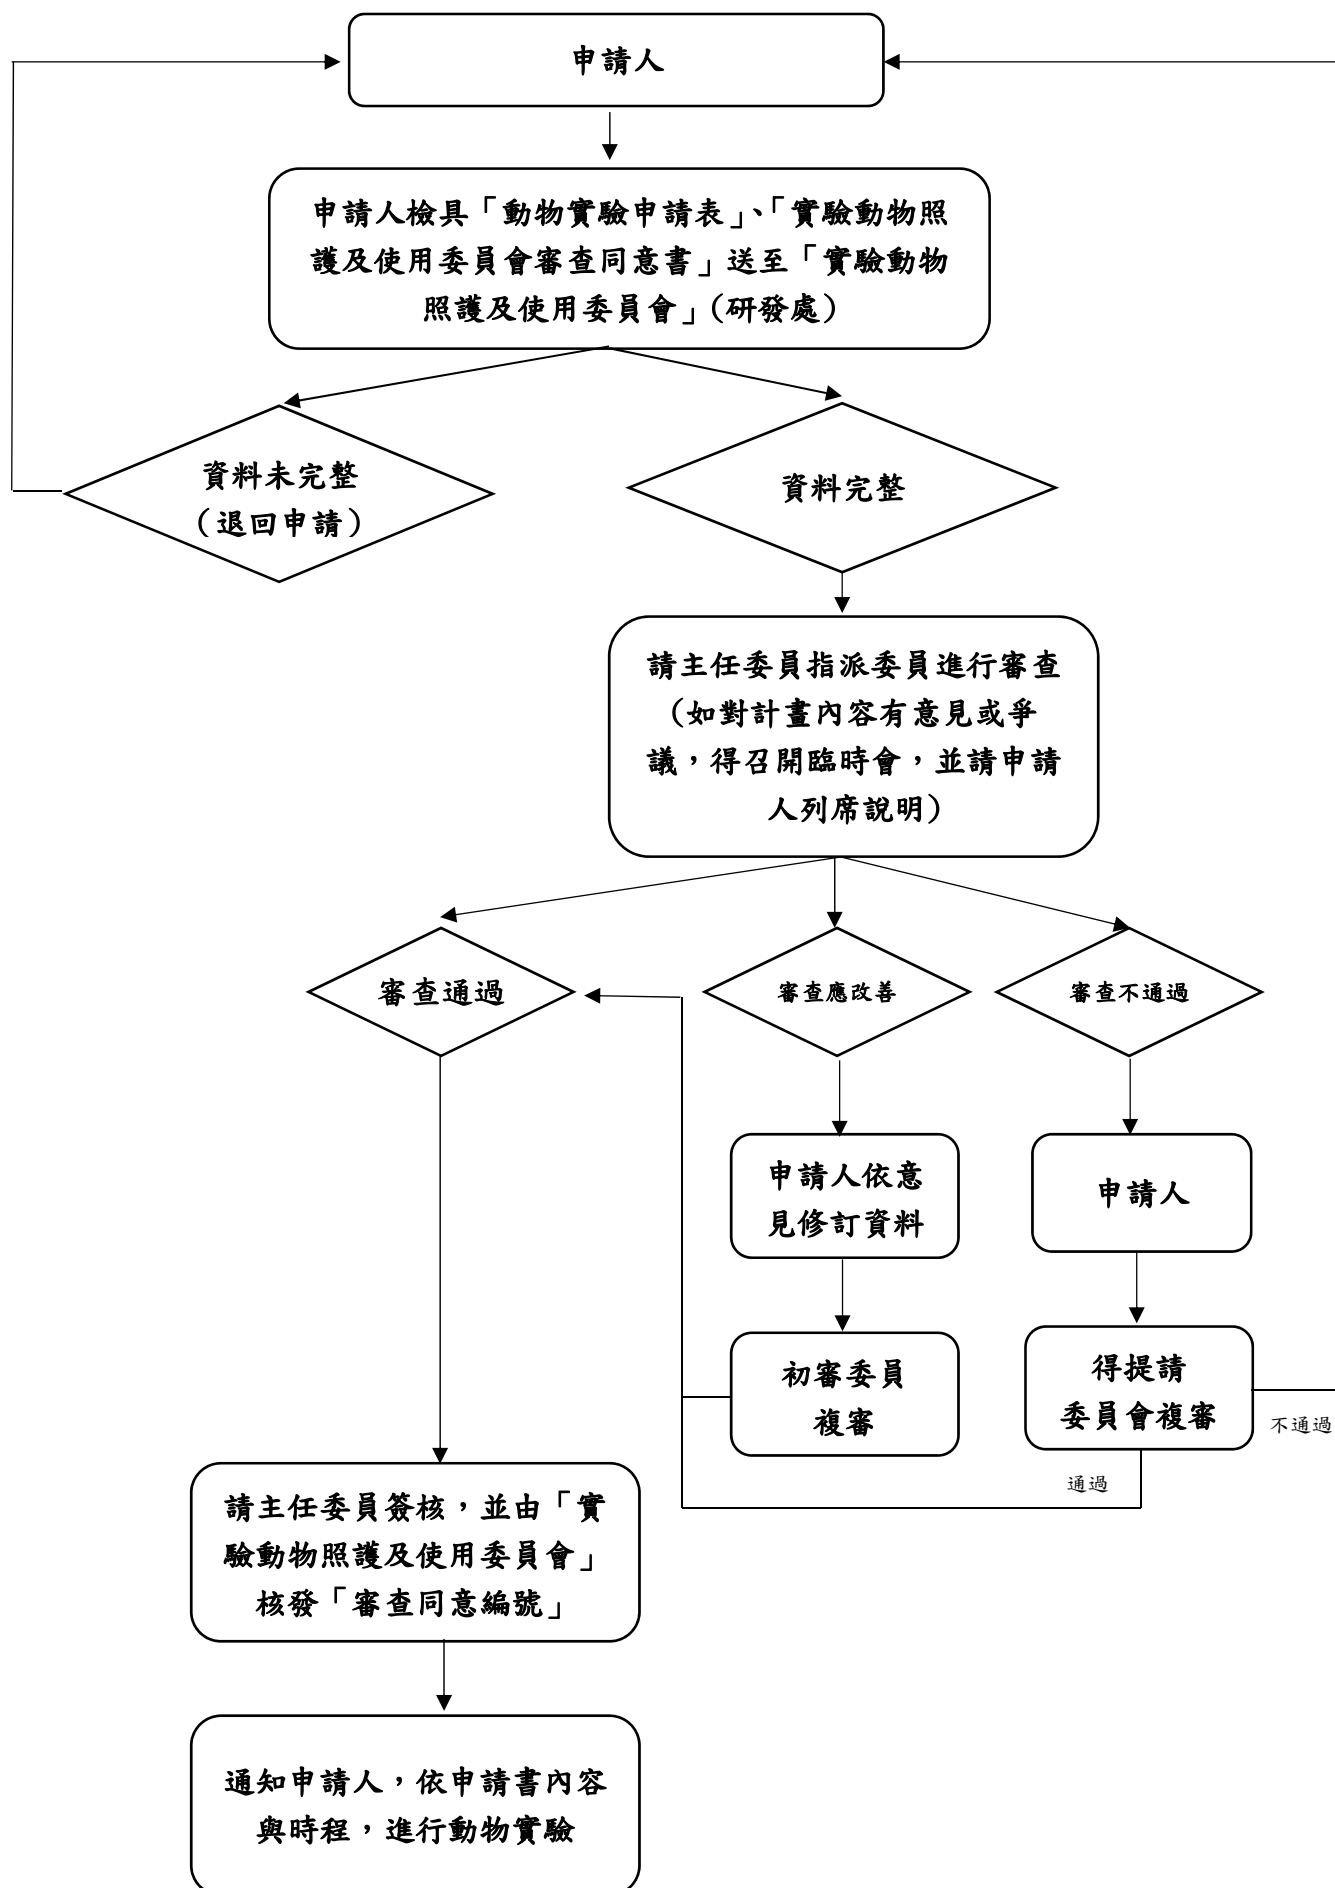 申請人
申請人檢具「動物實驗申請表」、「實驗動物照
護及使用委員會審查同意書」送至「實驗動物
照護及使用委員會」（研發處）
資料未完整
（退回申請）
資料完整
請主任委員指派委員進行審查
（如對計畫內容有意見或爭
議，得召開臨時會，並請申請
人列席說明）
審查通過
審查應改善
審查不通過
申請人依意
見修訂資料
申請人
初審委員
複審
得提請
委員會複審
不通過
通過
請主任委員簽核，並由「實
驗動物照護及使用委員會」
核發「審查同意編號」
通知申請人，依申請書內容
與時程，進行動物實驗